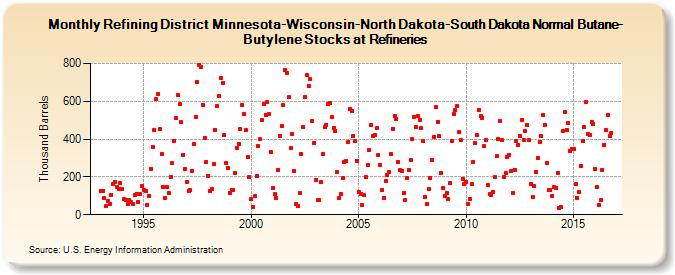 Monthly Refining District Minnesota-Wisconsin-North Dakota-South Dakota Normal Butane-
Butylene Stocks at Refineries
Thousand Barrels
800
600
400
200
0
1995
2000
2005
2010
2015
Source: U.S. Energy Information Administration